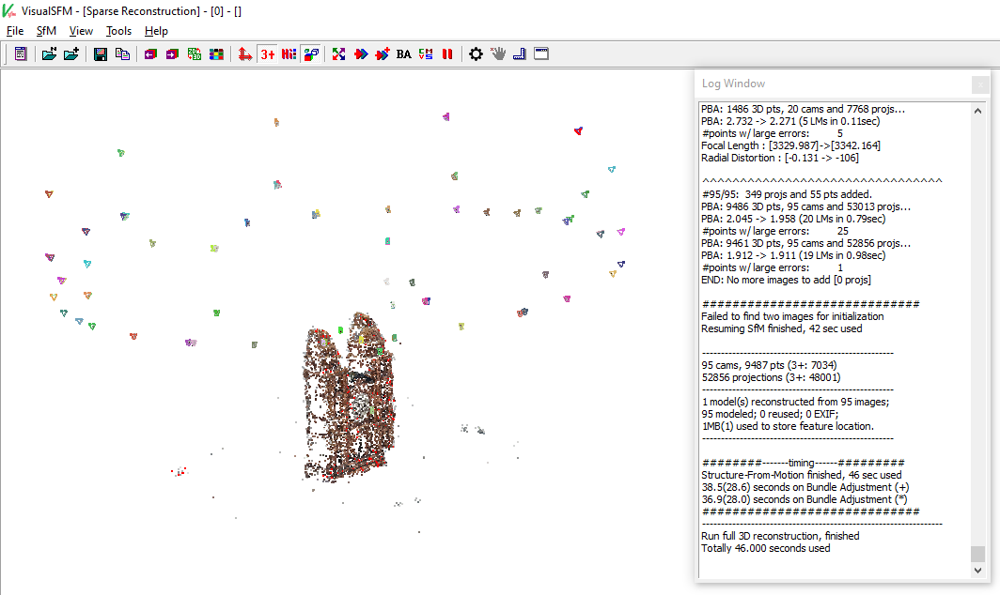 VisualSFM - [Sparse Reconstruction] - [0] - []
File SfM View Tools Help
3+ BA
Log Window
PBA: 1486 3D pts, 20 cams and 7768 projs...
PBA: 2.732 -> 2.271 (5 LMs in 0.11sec)
#points w/ large errors: 5
Focal Length : [3329.987]->[3342.164]
Radial Distortion : [-0.131 -> -106]
^^^^^^^^^^^^^^^^^^^^^^^^^^^^^^^^
#95/95: 349 projs and 55 pts added.
PBA: 9486 3D pts, 95 cams and 53013 projs...
PBA: 2.045 -> 1.958 (20 LMs in 0.79sec)
#points w/ large errors: 25
PBA: 9461 3D pts, 95 cams and 52856 projs...
PBA: 1.912 -> 1.911 (19 LMs in 0.98sec)
#points w/ large errors: 1
END: No more images to add [0 projs]
#############################
Failed to find two images for initialization
Resuming SfM finished, 42 sec used
---------------------------------------------------
95 cams, 9487 pts (3+: 7034)
52856 projections (3+: 48001)
---------------------------------------------------
1 model(s) reconstructed from 95 images;
95 modeled; 0 reused; 0 EXIF;
1MB(1) used to store feature location.
---------------------------------------------------
########-------timing------#########
Structure-From-Motion finished, 46 sec used
38.5(28.6) seconds on Bundle Adjustment (+)
36.9(28.0) seconds on Bundle Adjustment (*)
#############################
----------------------------------------------------------------
Run full 3D reconstruction, finished
Totally 46.000 seconds used